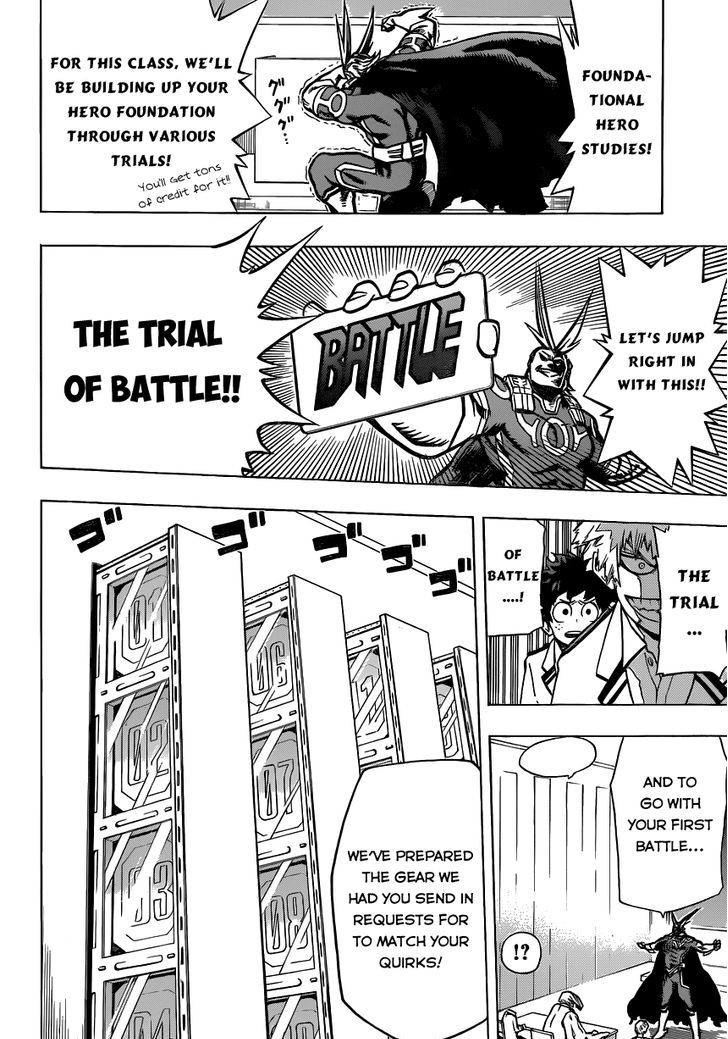 FOUNDA-
TIONAL
HERO
STUDIES!
FOR THIS CLASS, WE'LL
BE BUILDING UP YOUR
HERO FOUNDATION
THROUGH VARIOUS
TRIALS!
You'll get tons
of credit for it!!
グ
グ
グ
LET'S JUMP
RIGHT IN
WITH THIS!!
BATTLE
THE TRIAL
OF BATTLE!!
THE
TRIAL
...
OF
BATTLE
....!
ゴ
ゴ
ゴ
ゴ
ゴ
01
02
03
06
07
08
AND TO
GO WITH
YOUR FIRST
BATTLE...
!?
WE'VE PREPARED
THE GEAR WE
HAD YOU SEND IN
REQUESTS FOR
TO MATCH YOUR
QUIRKS!